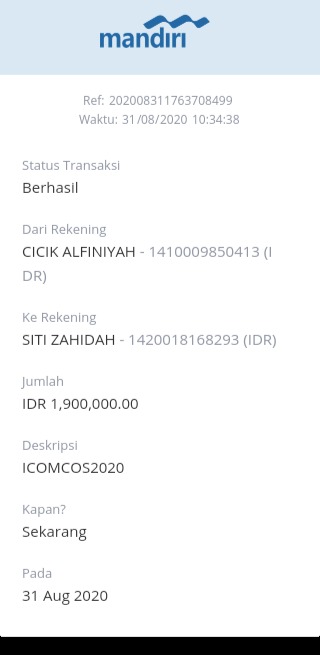 mandiri
Ref: 202008311763708499
Waktu: 31/08/2020 10:34:38
Status Transaksi
Berhasil
Dari Rekening
CICIK ALFINIYAH - 1410009850413 (I
DR)
Ke Rekening
SITI ZAHIDAH - 1420018168293 (IDR)
Jumlah
IDR 1,900,000.00
Deskripsi
ICOMCOS2020
Kapan?
Sekarang
Pada
31 Aug 2020